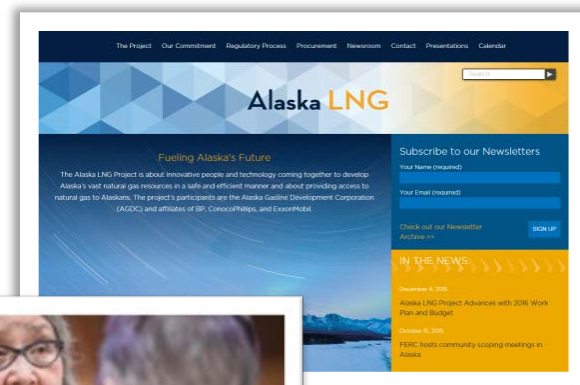 The Project Our Commitment Regulatory Process Procurement Newsroom Contact Presentations Calendar
Search
Alaska LNG
Fueling Alaska's Future
The Alaska LNG Project is about innovative people and technology coming together to develop
Alaska's vast natural gas resources in a safe and efficient manner and about providing access to
natural gas to Alaskans. The project's participants are the Alaska Gasline Development Corporation
(AGDC) and affiliates of BP, ConocoPhillips, and ExxonMobil.
Subscribe to our Newsletters
Your Name (required)
Your Email (required)
Check out our Newsletter
Archive >>
SIGN UP
IN THE NEWS:
December 4, 2015
Alaska LNG Project Advances with 2016 Work
Plan and Budget
October 15, 2015
FERC hosts community scoping meetings in
Alaska